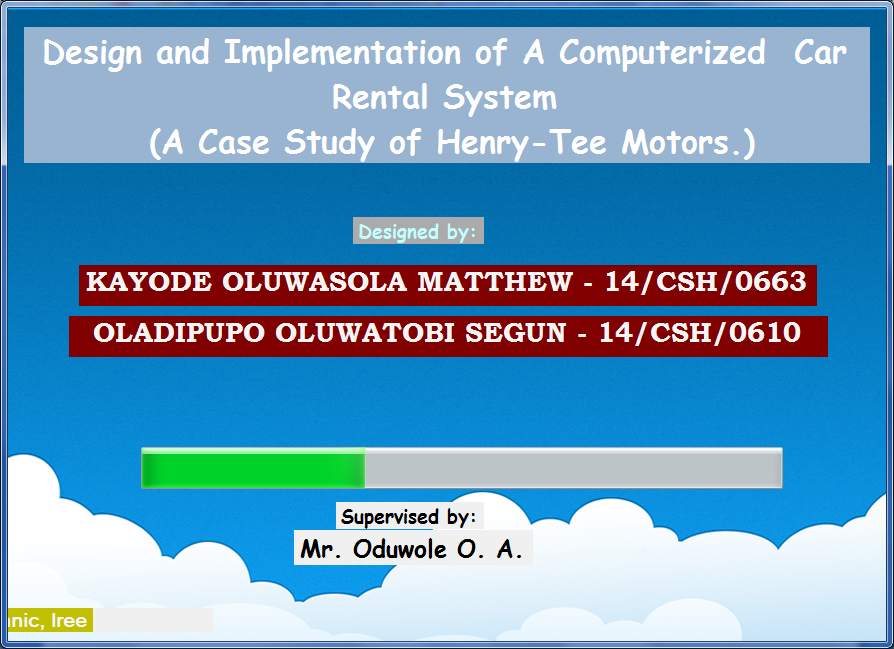 Design and Implementation of A Computerized Car
Rental System
(A Case Study of Henry-Tee Motors.)
Designed by:
KAYODE OLUWASOLA MATTHEW - 14/CSH/0663
OLADIPUPO OLUWATOBI SEGUN - 14/CSH/0610
Supervised by:
Mr. Oduwole O. A.
nic, Iree